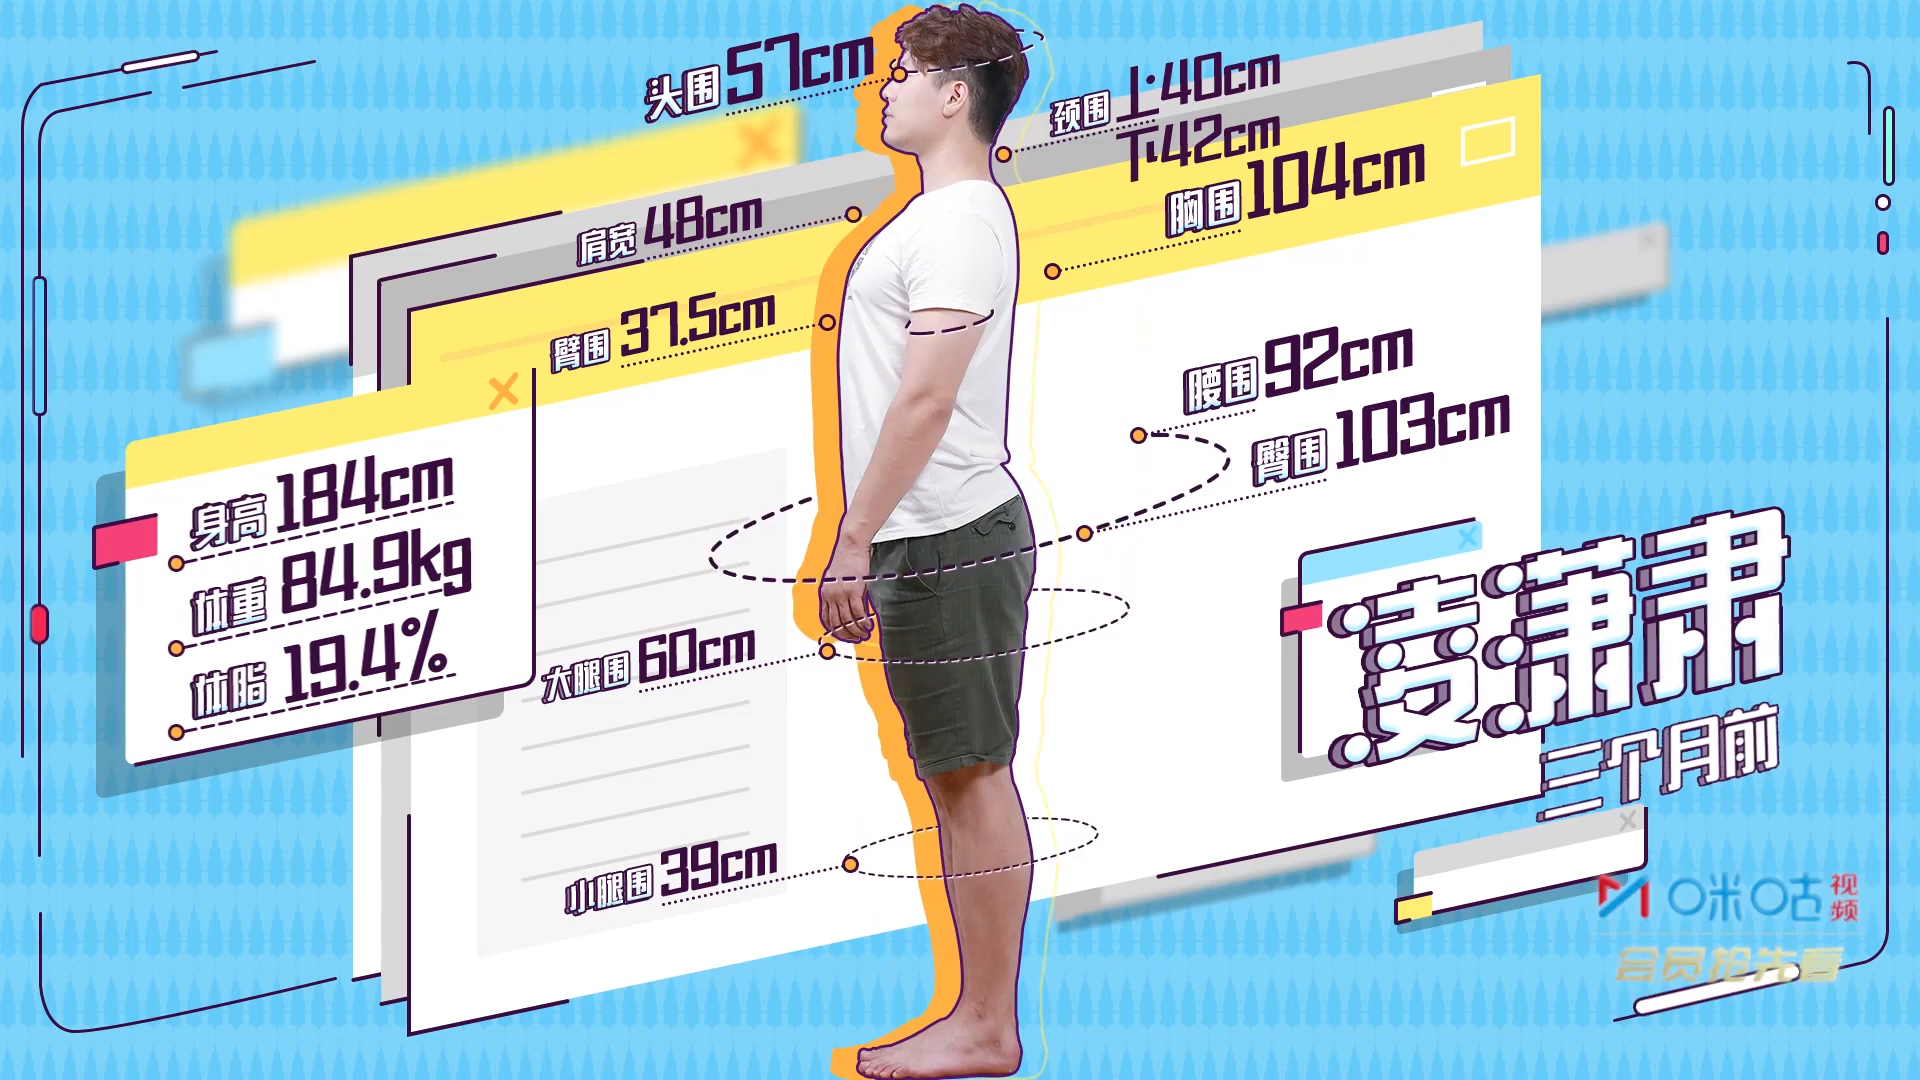 头围 57cm
颈围 上:40cm
下:42cm
胸围 104cm
肩宽 48cm
臂围 37.5cm
腰围 92cm
臀围 103cm
身高 184cm
体重 84.9kg
体脂 19.4%
大腿围 60cm
小腿围 39cm
凌潇肃
三个月前
咪咕视频
会员抢先看